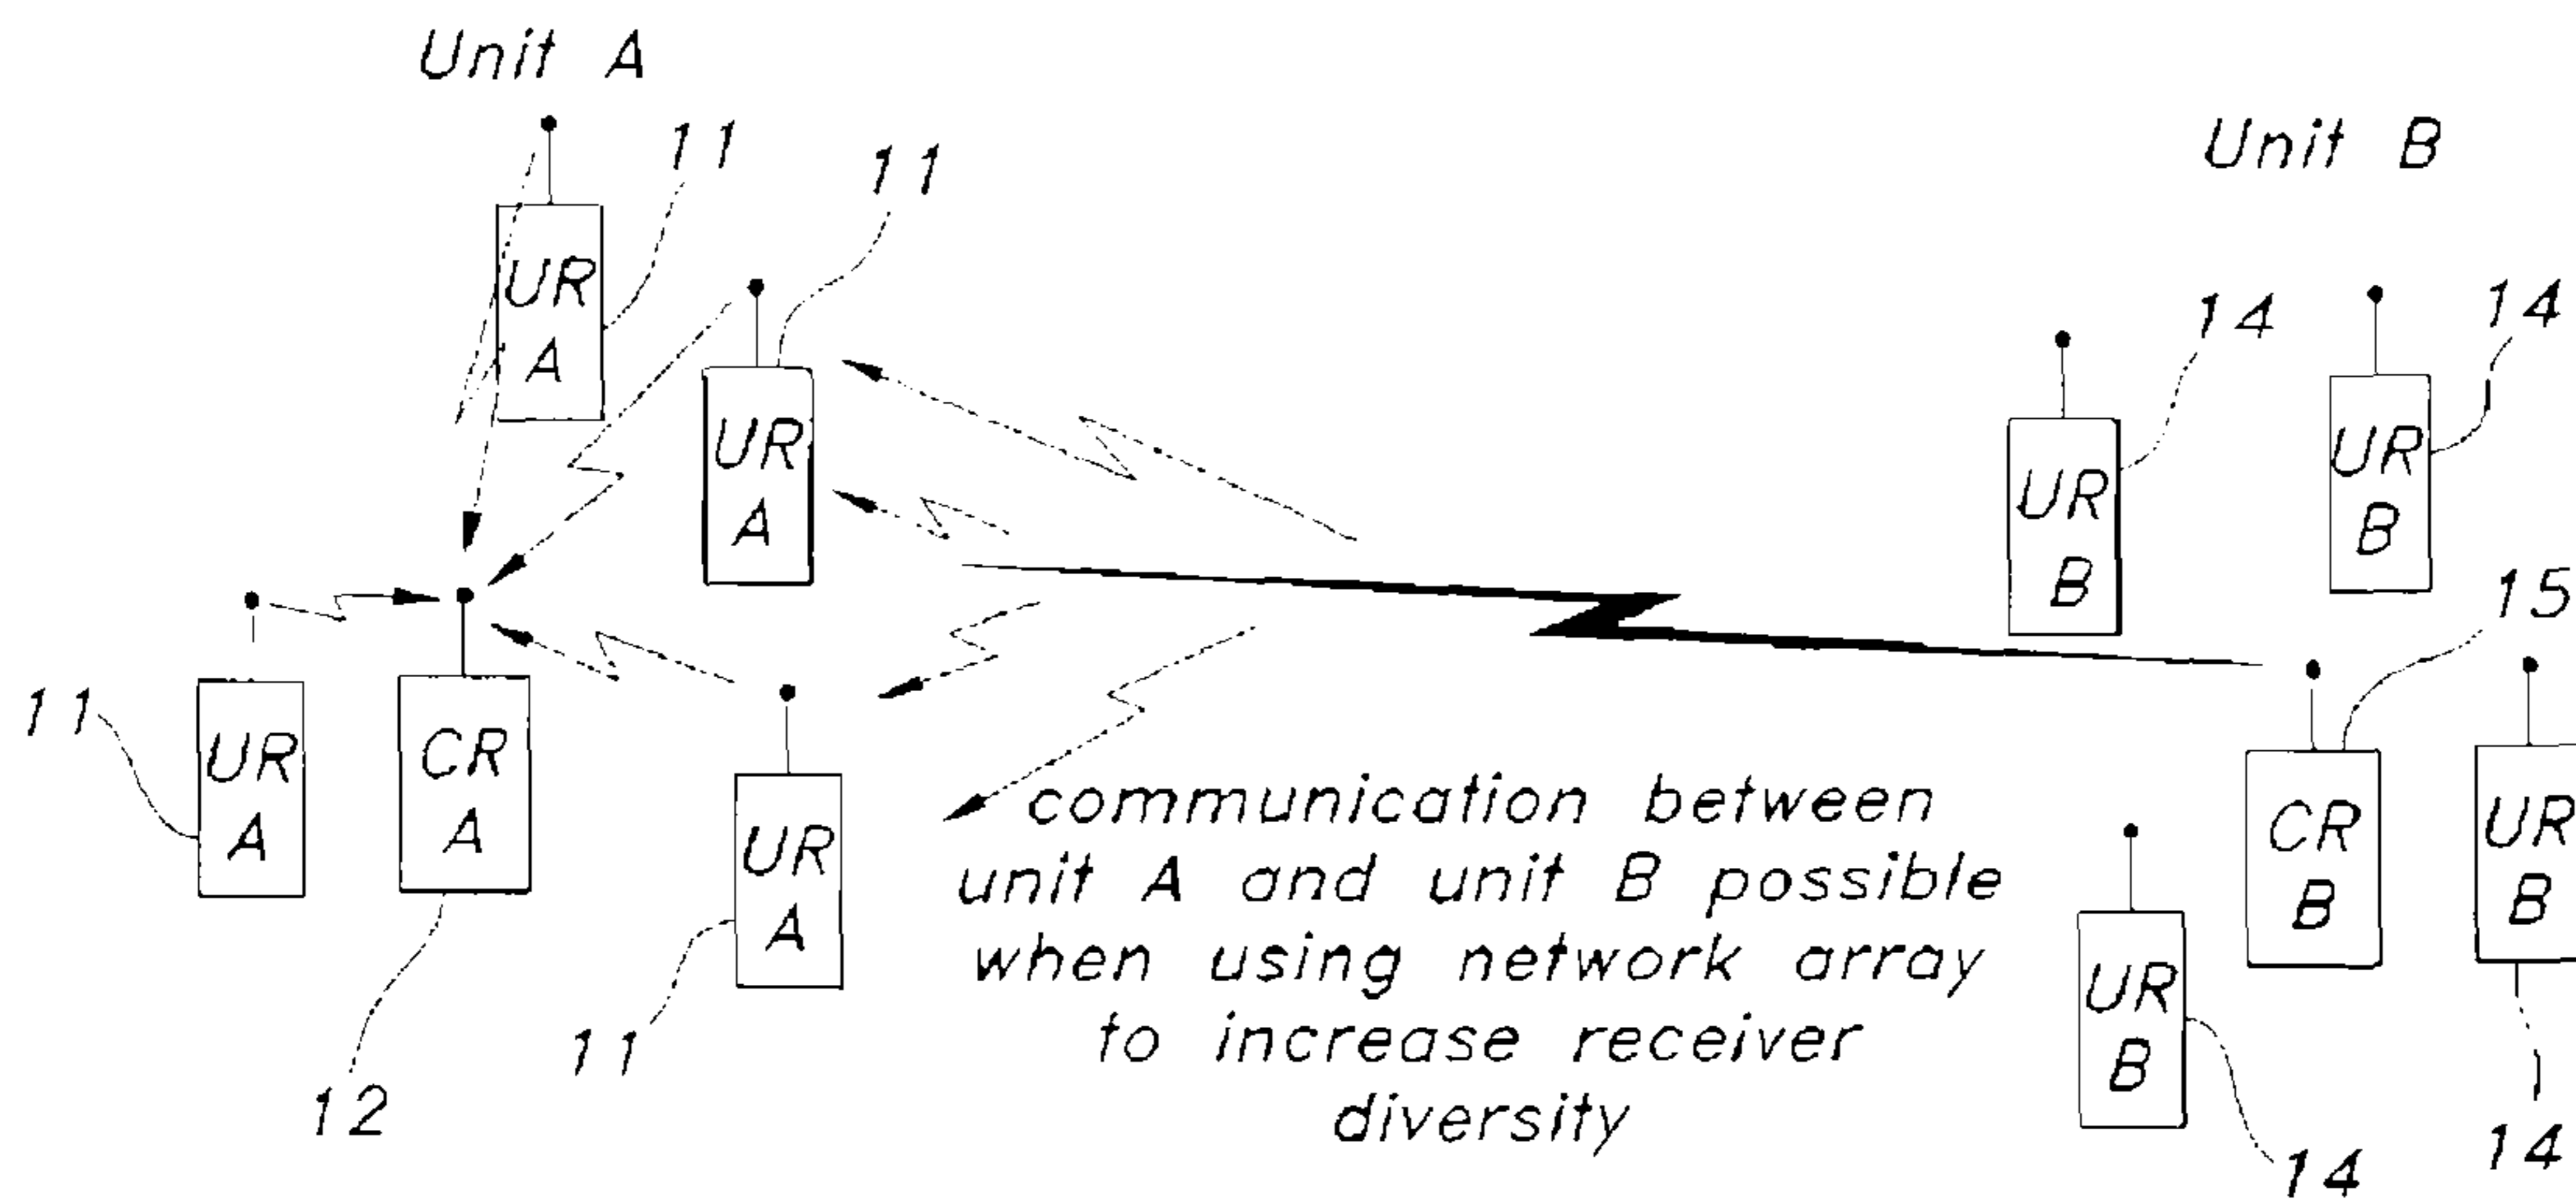 Unit A
11
11
Unit B
UR
A
UR
A
14
14
UR
B
UR
B
15
11
UR
A
CR
A
UR
A
12
11
communication between
unit A and unit B possible
when using network array
to increase receiver
diversity
CR
B
UR
B
UR
B
14
14